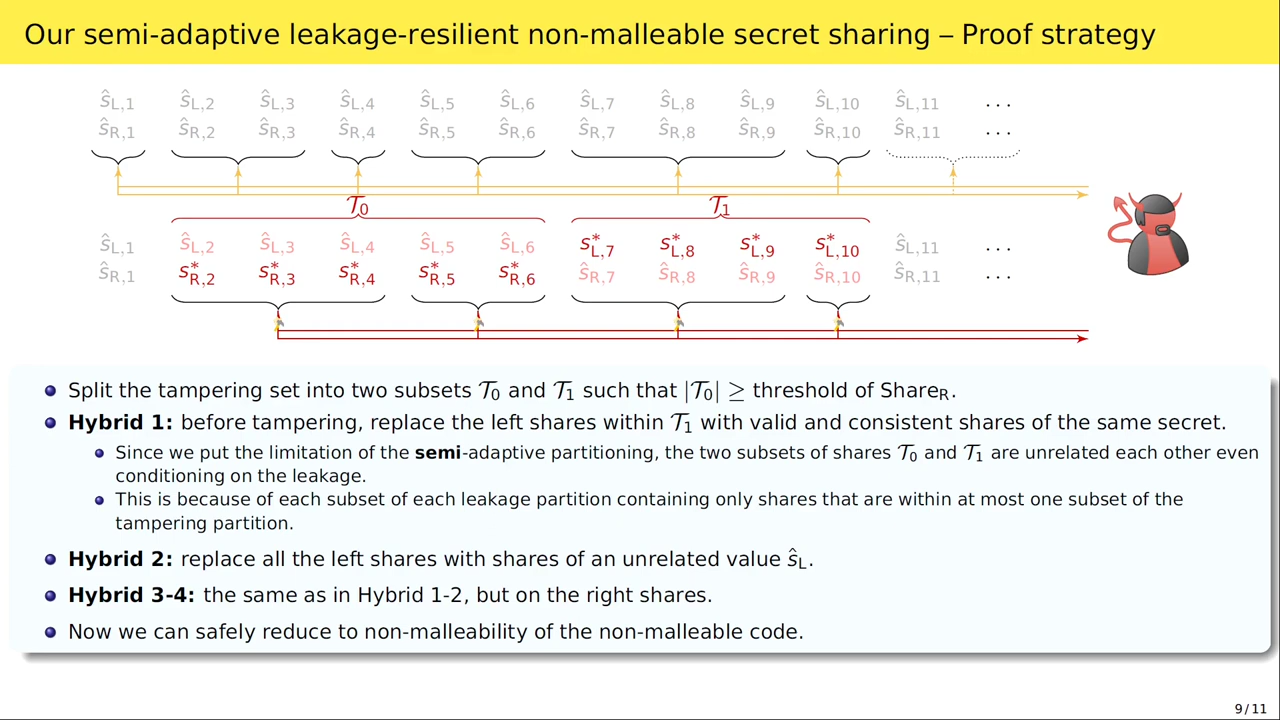 Our semi-adaptive leakage-resilient non-malleable secret sharing – Proof strategy
ŝL,1 ŝL,2 ŝL,3 ŝL,4 ŝL,5 ŝL,6 ŝL,7 ŝL,8 ŝL,9 ŝL,10 ŝL,11 ...
ŝR,1 ŝR,2 ŝR,3 ŝR,4 ŝR,5 ŝR,6 ŝR,7 ŝR,8 ŝR,9 ŝR,10 ŝR,11 ...
𝒯0 𝒯1
ŝL,1 ŝL,2 ŝL,3 ŝL,4 ŝL,5 ŝL,6 s*L,7 s*L,8 s*L,9 s*L,10 ŝL,11 ...
ŝR,1 s*R,2 s*R,3 s*R,4 s*R,5 s*R,6 ŝR,7 ŝR,8 ŝR,9 ŝR,10 ŝR,11 ...
Split the tampering set into two subsets 𝒯0 and 𝒯1 such that |𝒯0| ≥ threshold of ShareR.
Hybrid 1: before tampering, replace the left shares within 𝒯1 with valid and consistent shares of the same secret.
Since we put the limitation of the semi-adaptive partitioning, the two subsets of shares 𝒯0 and 𝒯1 are unrelated each other even
conditioning on the leakage.
This is because of each subset of each leakage partition containing only shares that are within at most one subset of the
tampering partition.
Hybrid 2: replace all the left shares with shares of an unrelated value ŝL.
Hybrid 3-4: the same as in Hybrid 1-2, but on the right shares.
Now we can safely reduce to non-malleability of the non-malleable code.
9 / 11